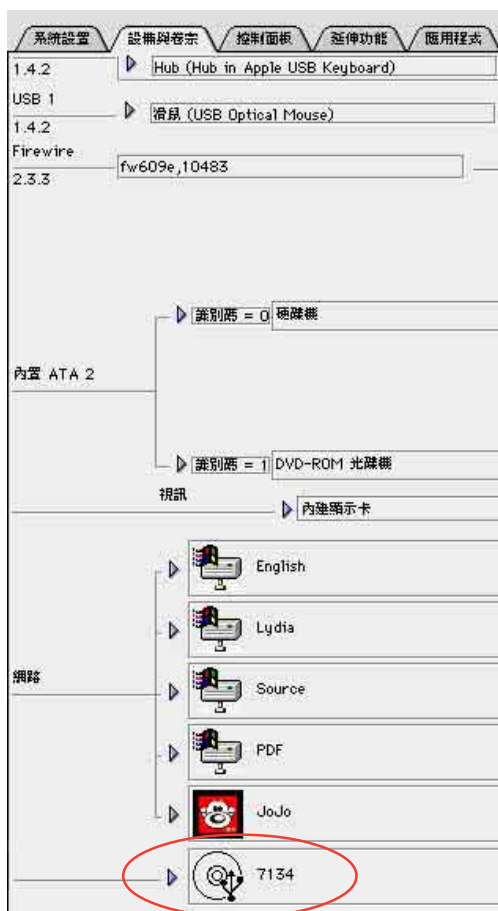 系統設置 設備與卷宗 控制面板 延伸功能 應用程式
1.4.2 Hub (Hub in Apple USB Keyboard)
USB 1
1.4.2 滑鼠 (USB Optical Mouse)
Firewire
2.3.3 fw609e,10483
識別碼 = 0 硬碟機
內置 ATA 2
識別碼 = 1 DVD-ROM 光碟機
視訊 內建顯示卡
English
Lydia
網路 Source
PDF
JoJo
7134